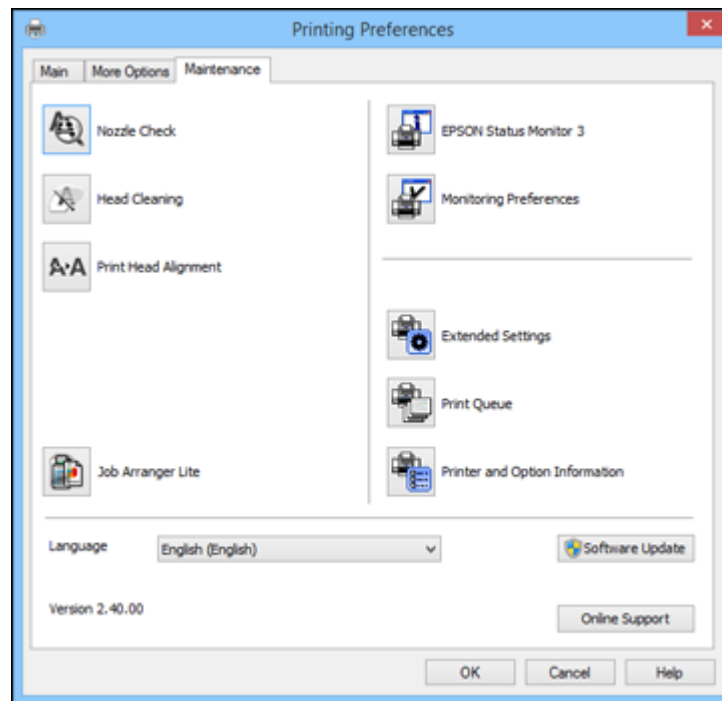 Printing Preferences
Main
More Options
Maintenance
Nozzle Check
Head Cleaning
Print Head Alignment
Job Arranger Lite
EPSON Status Monitor 3
Monitoring Preferences
Extended Settings
Print Queue
Printer and Option Information
Language
English (English)
Software Update
Version 2.40.00
Online Support
OK
Cancel
Help